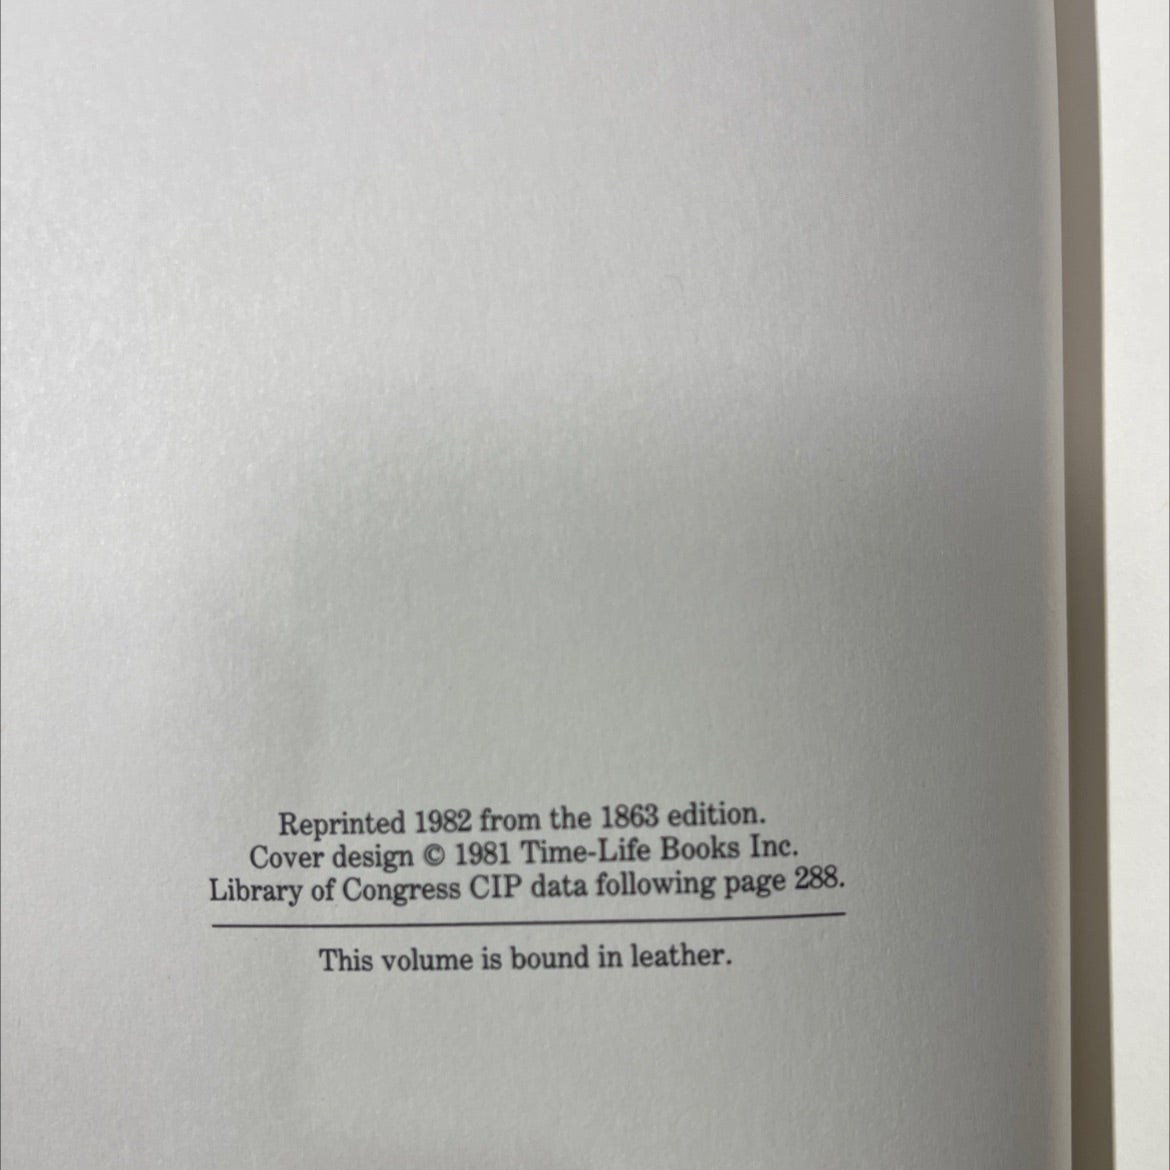 Reprinted 1982 from the 1863 edition.
Cover design © 1981 Time-Life Books Inc.
Library of Congress CIP data following page 288.
This volume is bound in leather.